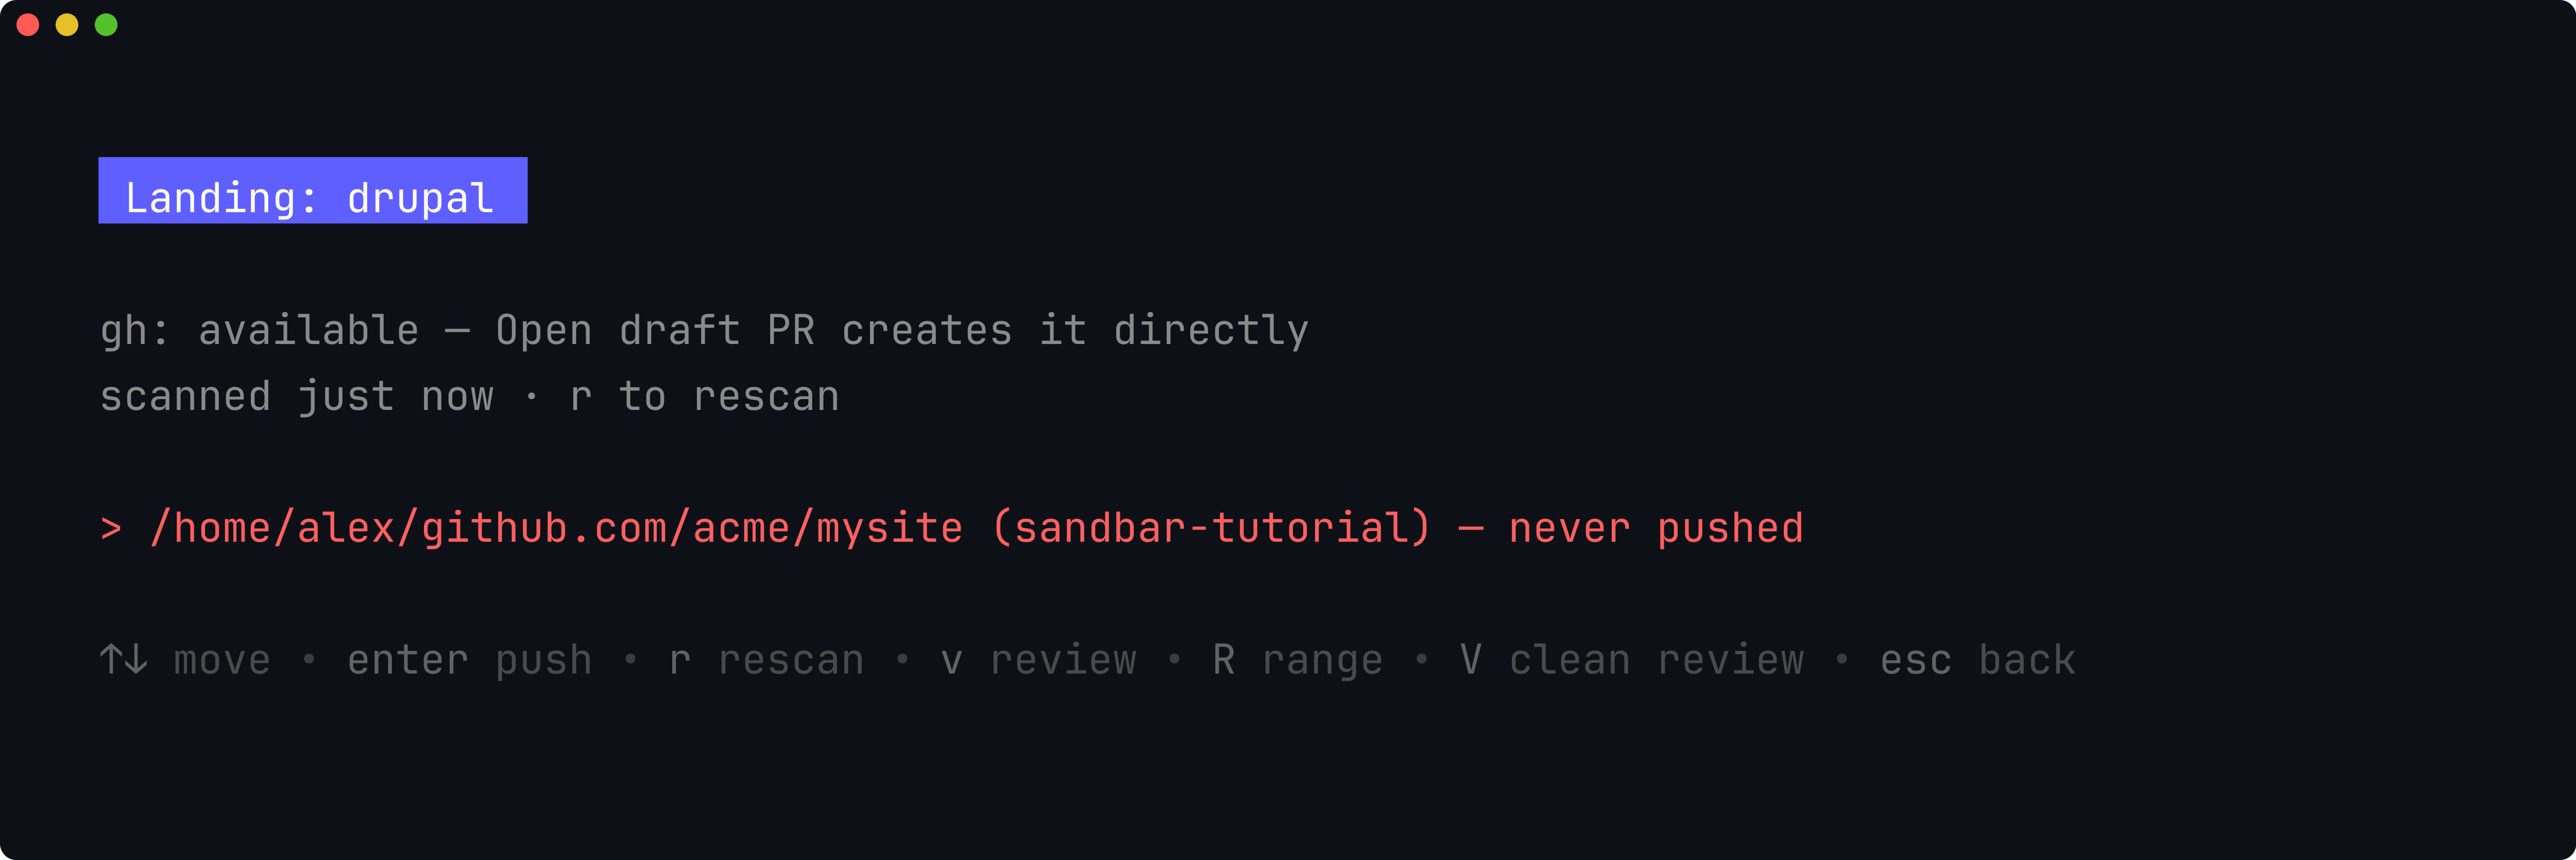 Landing: drupal
gh: available — Open draft PR creates it directly
scanned just now · r to rescan
> /home/alex/github.com/acme/mysite (sandbar-tutorial) — never pushed
↑↓ move • enter push • r rescan • v review • R range • V clean review • esc back